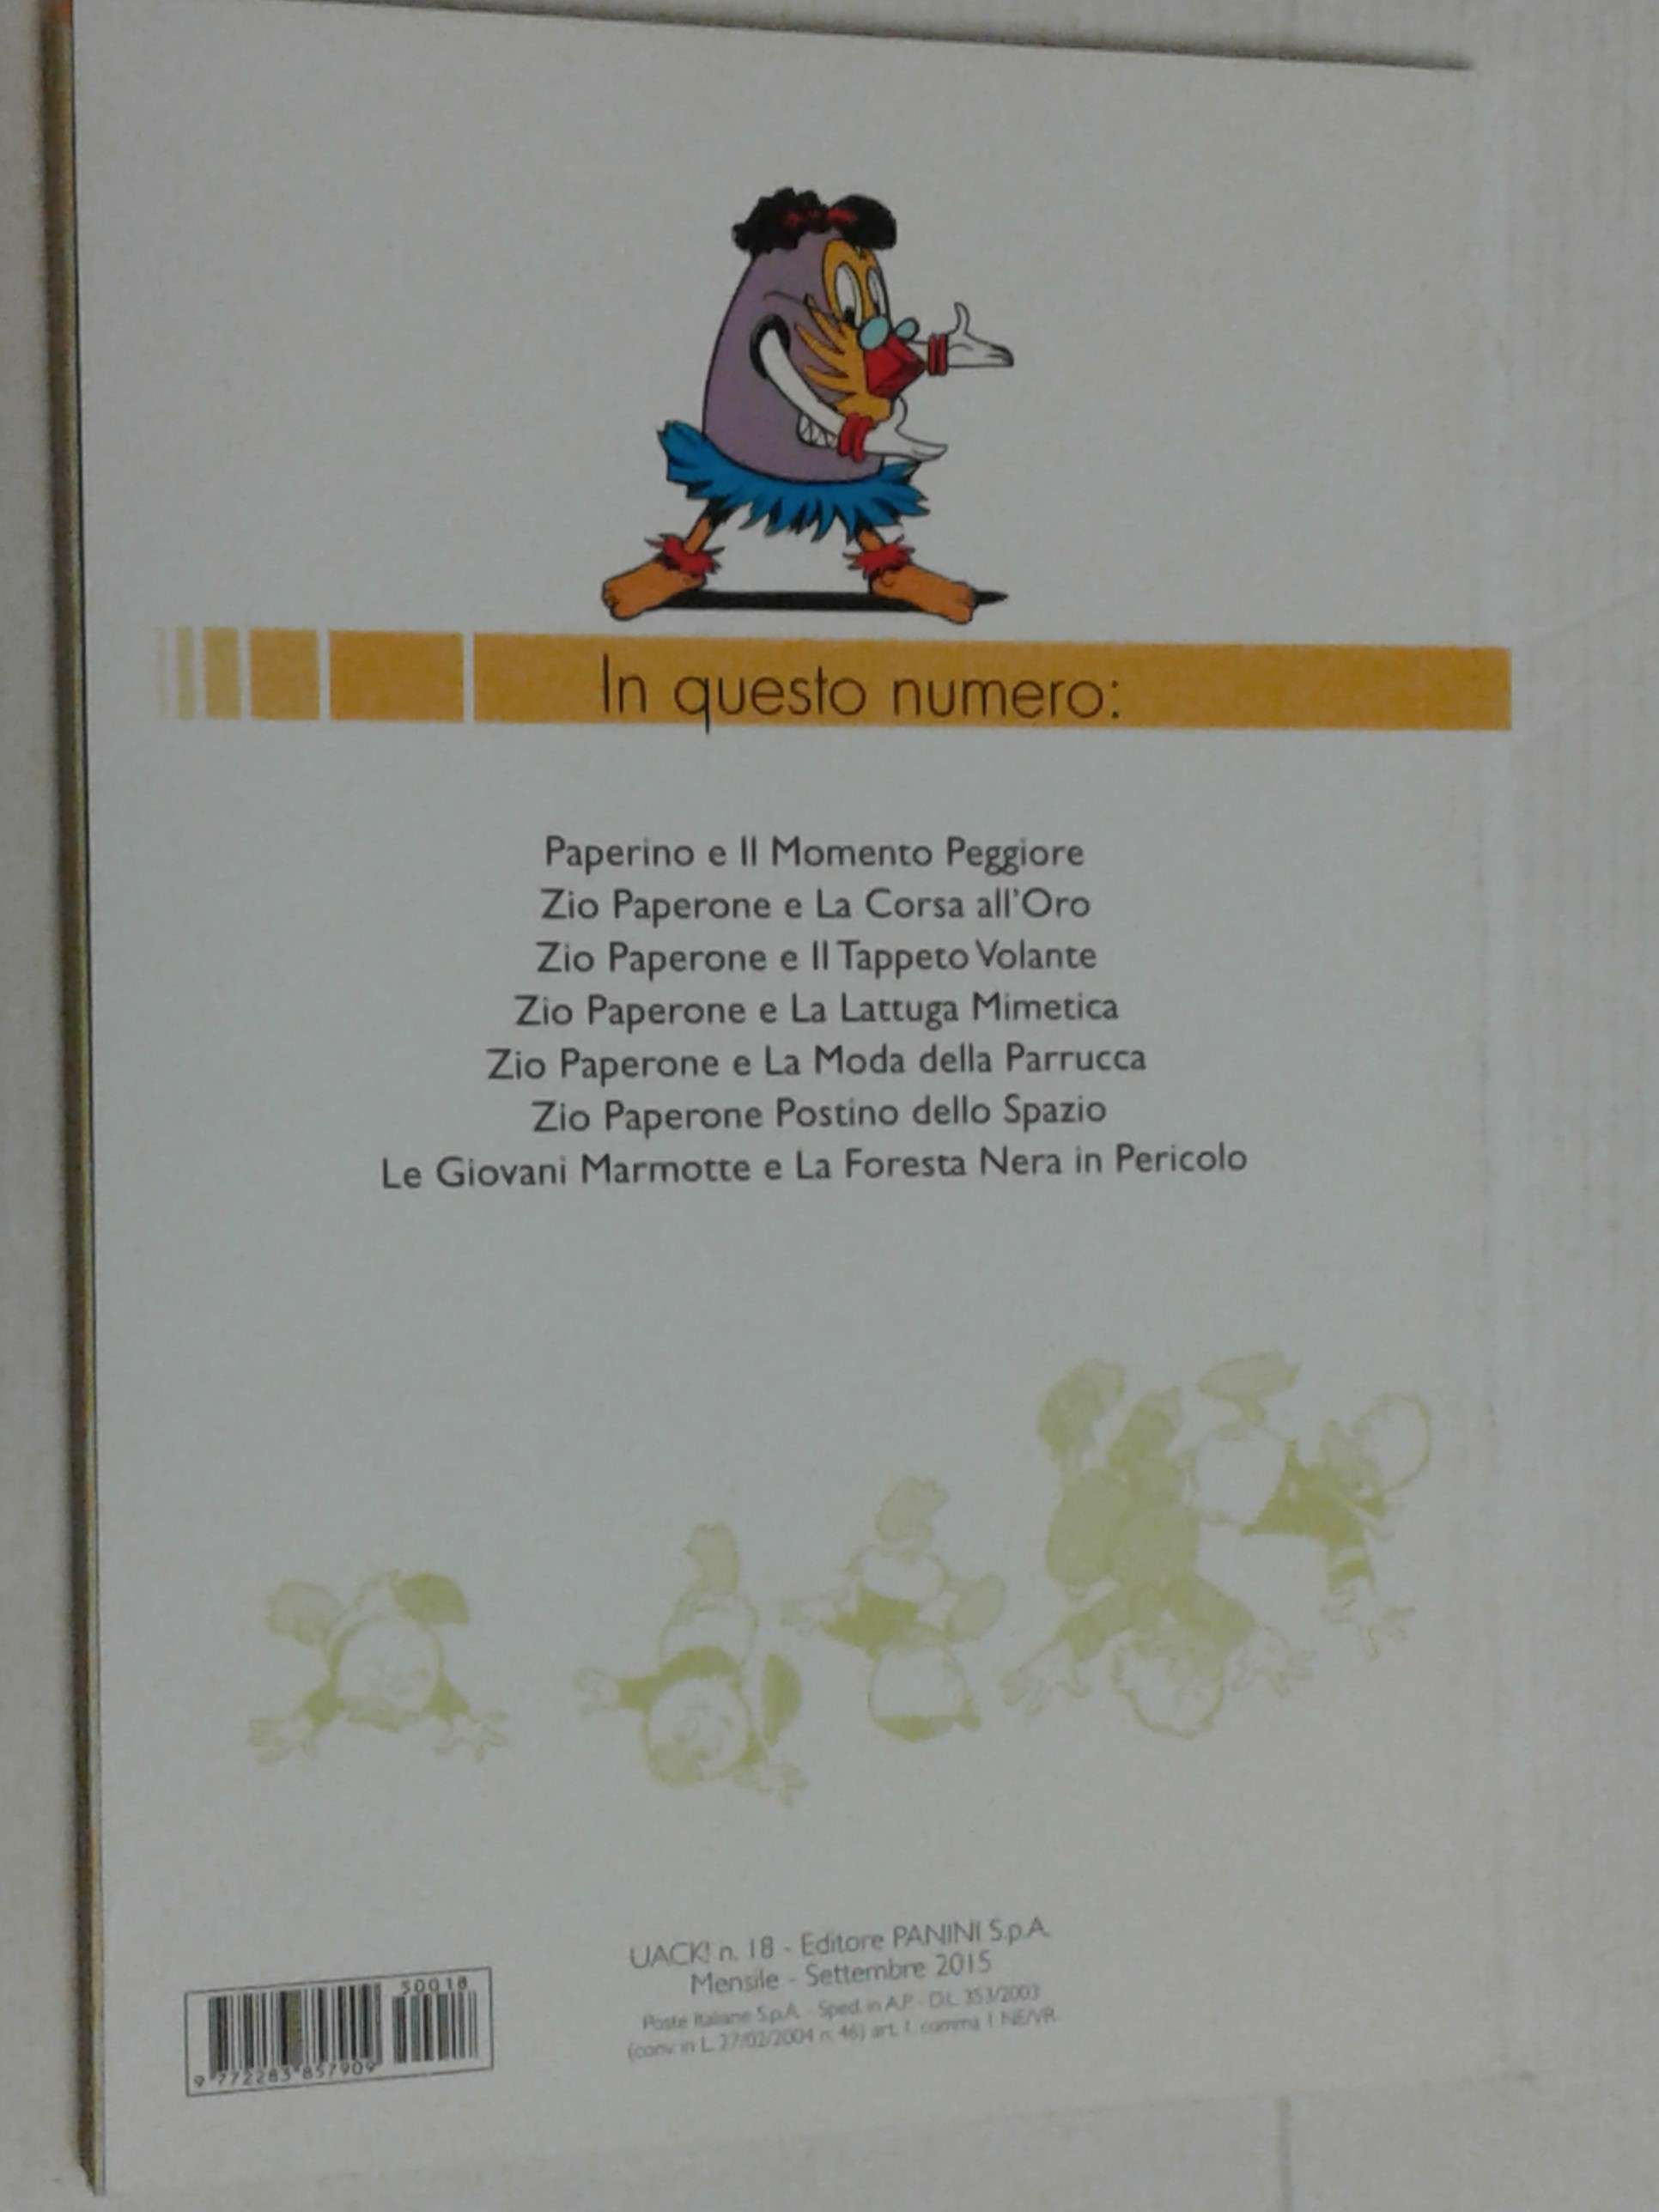 In questo numero:
Paperino e Il Momento Peggiore
Zio Paperone e La Corsa all'Oro
Zio Paperone e Il Tappeto Volante
Zio Paperone e La Lattuga Mimetica
Zio Paperone e La Moda della Parrucca
Zio Paperone Postino dello Spazio
Le Giovani Marmotte e La Foresta Nera in Pericolo
UACK! n. 18 - Editore PANINI S.p.A.
Mensile - Settembre 2015
Poste Italiane S.p.A. - Sped. in A.P. - D.L. 353/2003
(conv. in L. 27/02/2004 n. 46) art. 1, comma 1 NE/VR
50018
9 772283 857909